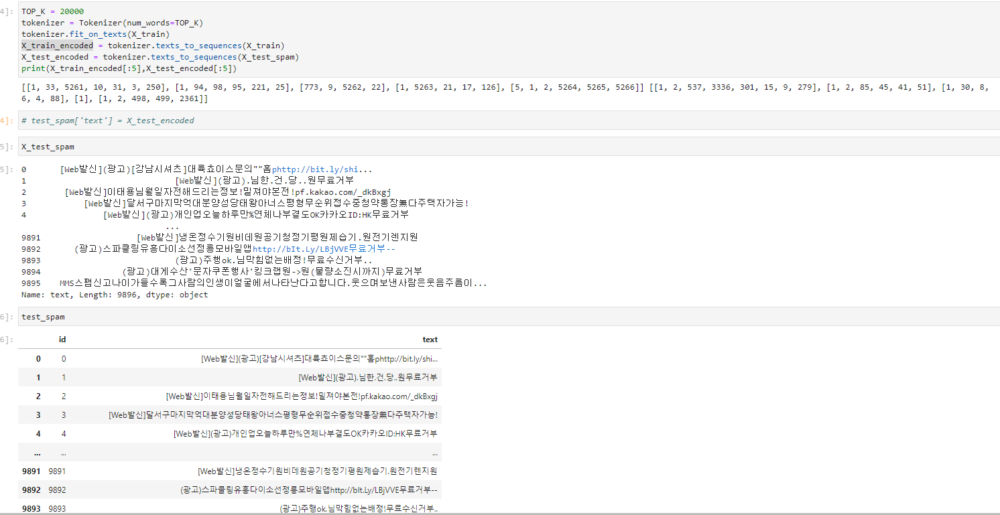 4]: TOP_K = 20000
tokenizer = Tokenizer(num_words=TOP_K)
tokenizer.fit_on_texts(X_train)
X_train_encoded = tokenizer.texts_to_sequences(X_train)
X_test_encoded = tokenizer.texts_to_sequences(X_test_spam)
print(X_train_encoded[:5],X_test_encoded[:5])
[[1, 33, 5261, 10, 31, 3, 250], [1, 94, 98, 95, 221, 25], [773, 9, 5262, 22], [1, 5263, 21, 17, 126], [5, 1, 2, 5264, 5265, 5266]] [[1, 2, 537, 3336, 301, 15, 9, 279], [1, 2, 85, 45, 41, 51], [1, 30, 8,
6, 4, 88], [1], [1, 2, 498, 499, 2361]]
4]: # test_spam['text'] = X_test_encoded
5]: X_test_spam
5]: 0 [Web발신](광고)[강남시셔츠]대륙쵸이스문의""홈phttp://bit.ly/shi...
1 [Web발신](광고).님한.건.당..원무료거부
2 [Web발신]이태용님월일자전해드리는정보!밑져야본전!pf.kakao.com/_dkBxgj
3 [Web발신]달서구마지막억대분양성당태왕아너스평형무순위접수중청약통장無다주택자가능!
4 [Web발신](광고)개인업오늘하루만%연체나부결도OK카카오ID:HK무료거부
...
9891 [Web발신]냉온정수기원비데원공기청정기평원제습기.원전기렌지원
9892 (광고)스파클링유흥다이소선정릉모바일앱http://bIt.Ly/LBjVVE무료거부--
9893 (광고)주행ok.님막힘없는배정!무료수신거부..
9894 (광고)대게수산'문자쿠폰행사'킹크랩원->원(물량소진시까지)무료거부
9895 MMS스팸신고나이가들수록그사람의인생이얼굴에서나타난다고합니다.웃으며보낸사람은웃음주름이...
Name: text, Length: 9896, dtype: object
6]: test_spam
6]: id text
0 0 [Web발신](광고)[강남시셔츠]대륙쵸이스문의""홈phttp://bit.ly/shi...
1 1 [Web발신](광고).님한.건.당..원무료거부
2 2 [Web발신]이태용님월일자전해드리는정보!밑져야본전!pf.kakao.com/_dkBxgj
3 3 [Web발신]달서구마지막억대분양성당태왕아너스평형무순위접수중청약통장無다주택자가능!
4 4 [Web발신](광고)개인업오늘하루만%연체나부결도OK카카오ID:HK무료거부
... ... ...
9891 9891 [Web발신]냉온정수기원비데원공기청정기평원제습기.원전기렌지원
9892 9892 (광고)스파클링유흥다이소선정릉모바일앱http://bIt.Ly/LBjVVE무료거부--
9893 9893 (광고)주행ok.님막힘없는배정!무료수신거부..